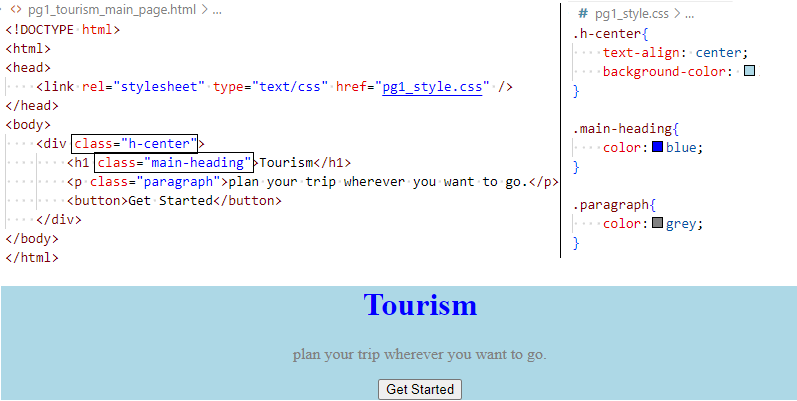 pg1_tourism_main_page.html > ...
<!DOCTYPE html>
<html>
<head>
<link rel="stylesheet" type="text/css" href="pg1_style.css" />
</head>
<body>
<div class="h-center">
<h1 class="main-heading">Tourism</h1>
<p class="paragraph">plan your trip wherever you want to go.</p>
<button>Get Started</button>
</div>
</body>
</html>
# pg1_style.css > ...
.h-center{
text-align: center;
background-color:
}
.main-heading{
color: blue;
}
.paragraph{
color: grey;
}
Tourism
plan your trip wherever you want to go.
Get Started